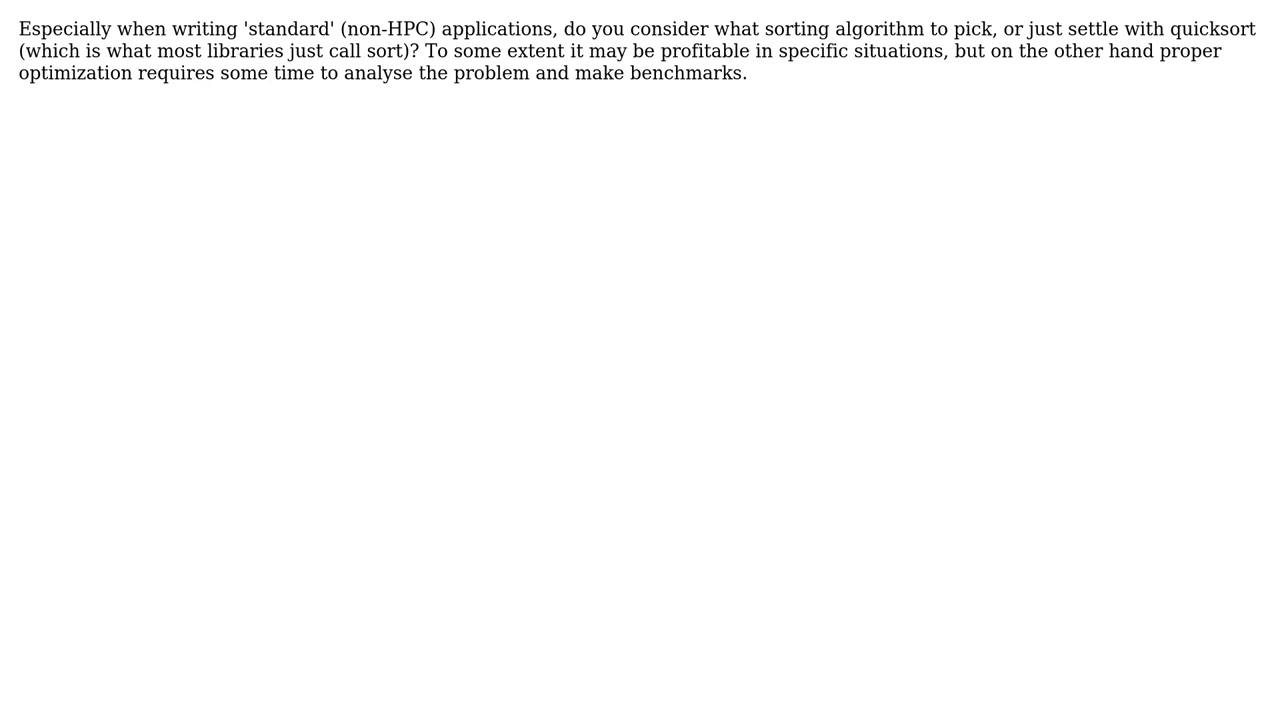 Especially when writing 'standard' (non-HPC) applications, do you consider what sorting algorithm to pick, or just settle with quicksort
(which is what most libraries just call sort)? To some extent it may be profitable in specific situations, but on the other hand proper
optimization requires some time to analyse the problem and make benchmarks.